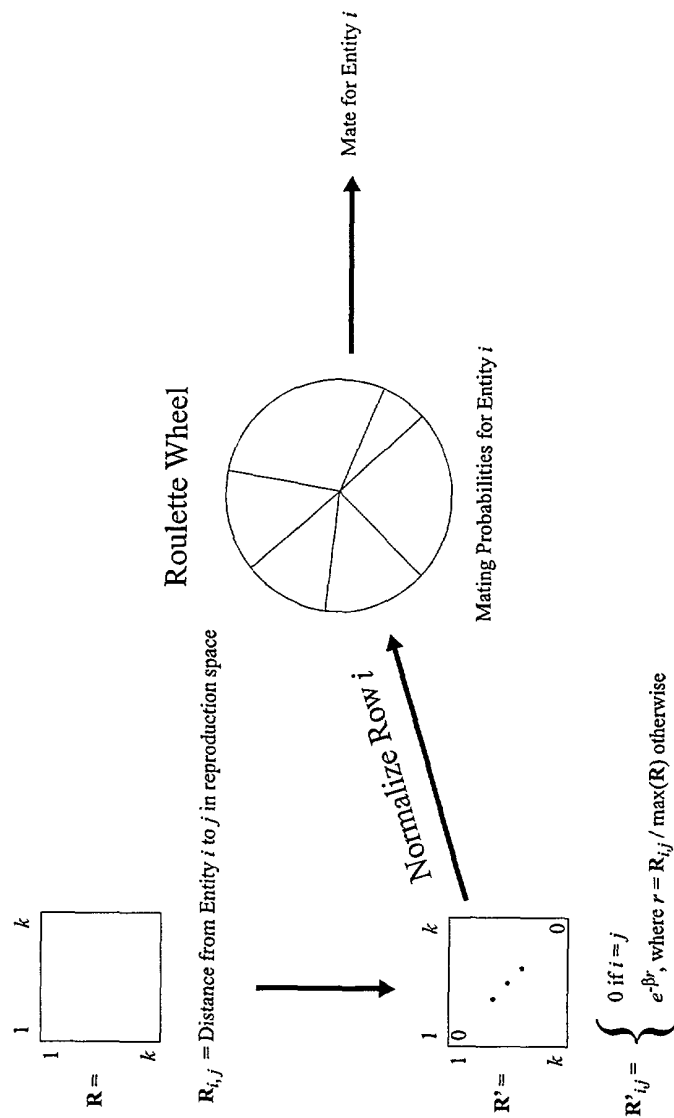 1
k
R =
1
k
R_{i,j} = Distance from Entity i to j in reproduction space
1
k
R' =
1
0
0
k
R'_{i,j} = { 0 if i = j
e^{-βr}, where r = R_{i,j} / max(R) otherwise
Normalize Row i
Roulette Wheel
Mating Probabilities for Entity i
Mate for Entity i